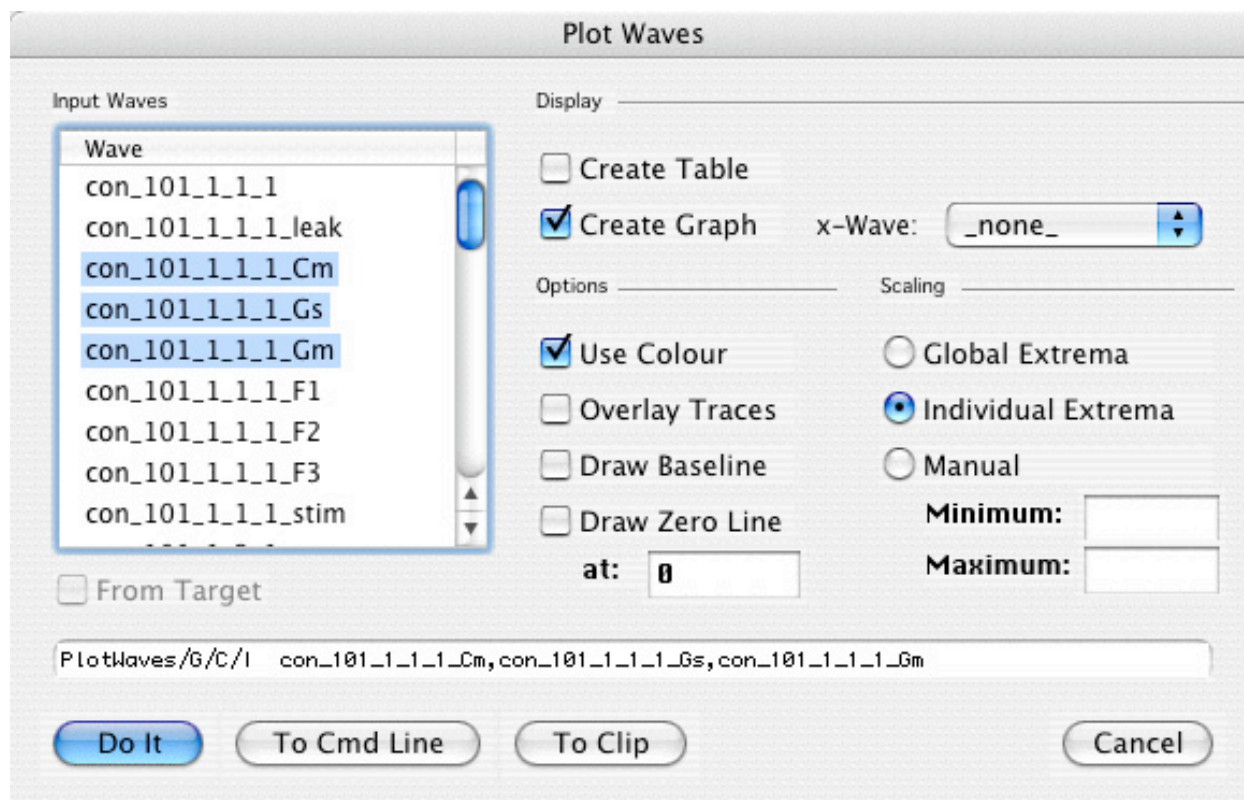 Plot Waves
Input Waves
Wave
con_101_1_1_1
con_101_1_1_1_leak
con_101_1_1_1_Cm
con_101_1_1_1_Gs
con_101_1_1_1_Gm
con_101_1_1_1_F1
con_101_1_1_1_F2
con_101_1_1_1_F3
con_101_1_1_1_stim
From Target
Display
Create Table
Create Graph
x-Wave: _none_
Options
Use Colour
Overlay Traces
Draw Baseline
Draw Zero Line
at: 0
Scaling
Global Extrema
Individual Extrema
Manual
Minimum:
Maximum:
PlotWaves/G/C/I con_101_1_1_1_Cm,con_101_1_1_1_Gs,con_101_1_1_1_Gm
Do It
To Cmd Line
To Clip
Cancel